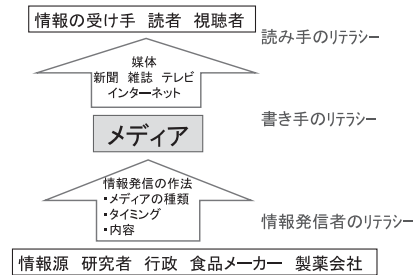 情報の受け手 読者 視聴者
読み手のリテラシー
媒体
新聞 雑誌 テレビ
インターネット
書き手のリテラシー
メディア
情報発信の作法
・メディアの種類
・タイミング
・内容
情報発信者のリテラシー
情報源 研究者 行政 食品メーカー 製薬会社